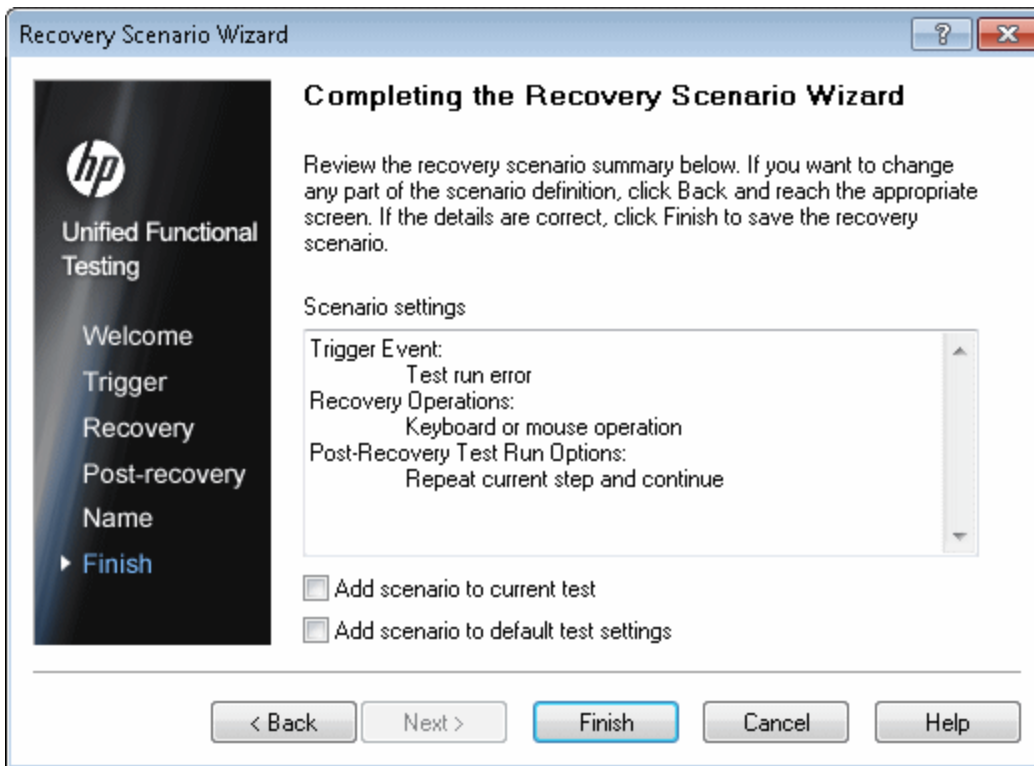 Recovery Scenario Wizard
?
hp
Unified Functional
Testing
Welcome
Trigger
Recovery
Post-recovery
Name
Finish
Completing the Recovery Scenario Wizard
Review the recovery scenario summary below. If you want to change
any part of the scenario definition, click Back and reach the appropriate
screen. If the details are correct, click Finish to save the recovery
scenario.
Scenario settings
Trigger Event:
Test run error
Recovery Operations:
Keyboard or mouse operation
Post-Recovery Test Run Options:
Repeat current step and continue
Add scenario to current test
Add scenario to default test settings
< Back
Next >
Finish
Cancel
Help